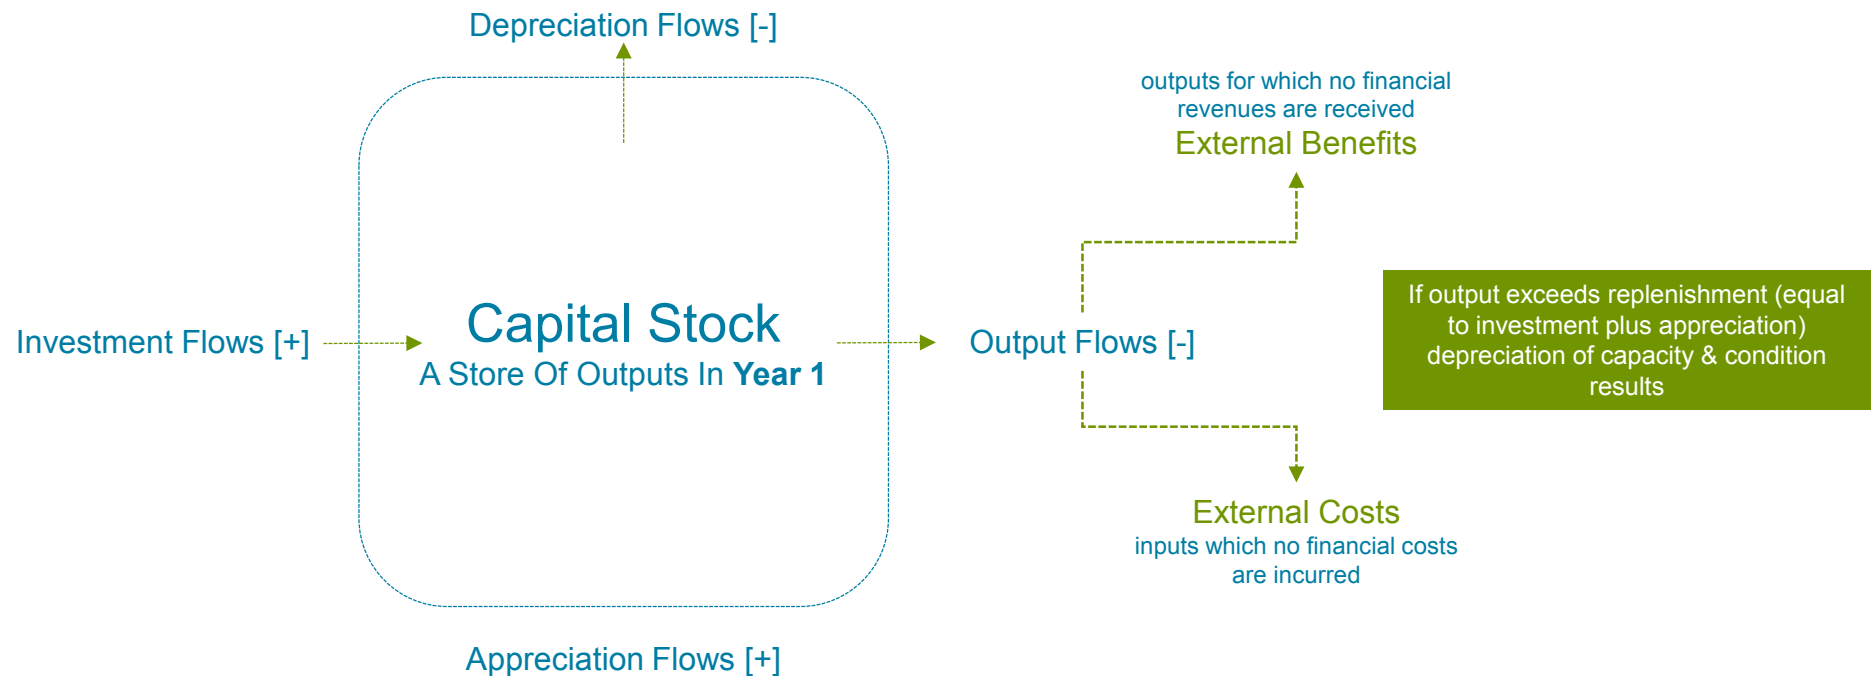 Depreciation Flows [-]
outputs for which no financial
revenues are received
External Benefits
Investment Flows [+]
Capital Stock
A Store Of Outputs In Year 1
Output Flows [-]
If output exceeds replenishment (equal
to investment plus appreciation)
depreciation of capacity & condition
results
External Costs
inputs which no financial costs
are incurred
Appreciation Flows [+]